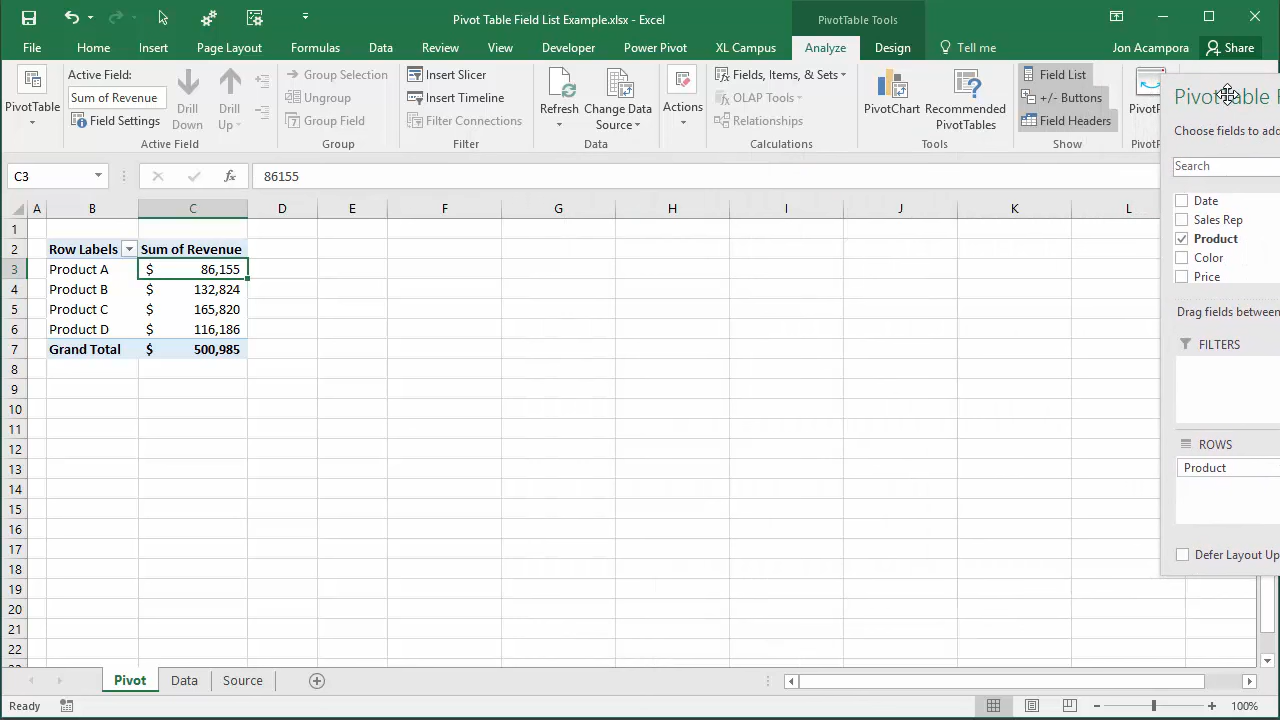 Pivot Table Field List Example.xlsx - Excel
PivotTable Tools
File Home Insert Page Layout Formulas Data Review View Developer Power Pivot XL Campus Analyze Design Tell me Jon Acampora Share
PivotTable
Active Field:
Sum of Revenue
Field Settings
Drill Down
Drill Up
Active Field
Group Selection
Ungroup
Group Field
Group
Insert Slicer
Insert Timeline
Filter Connections
Filter
Refresh
Change Data Source
Data
Actions
Fields, Items, & Sets
OLAP Tools
Relationships
Calculations
PivotChart
Recommended PivotTables
Tools
Field List
+/- Buttons
Field Headers
Show
C3
fx
86155
A B C D E F G H I J K L
1
2 Row Labels Sum of Revenue
3 Product A $ 86,155
4 Product B $ 132,824
5 Product C $ 165,820
6 Product D $ 116,186
7 Grand Total $ 500,985
8
9
10
11
12
13
14
15
16
17
18
19
20
21
22
Choose fields to add
Search
Date
Sales Rep
Product
Color
Price
Drag fields between
FILTERS
ROWS
Product
Defer Layout Up
Pivot Data Source
Ready
100%